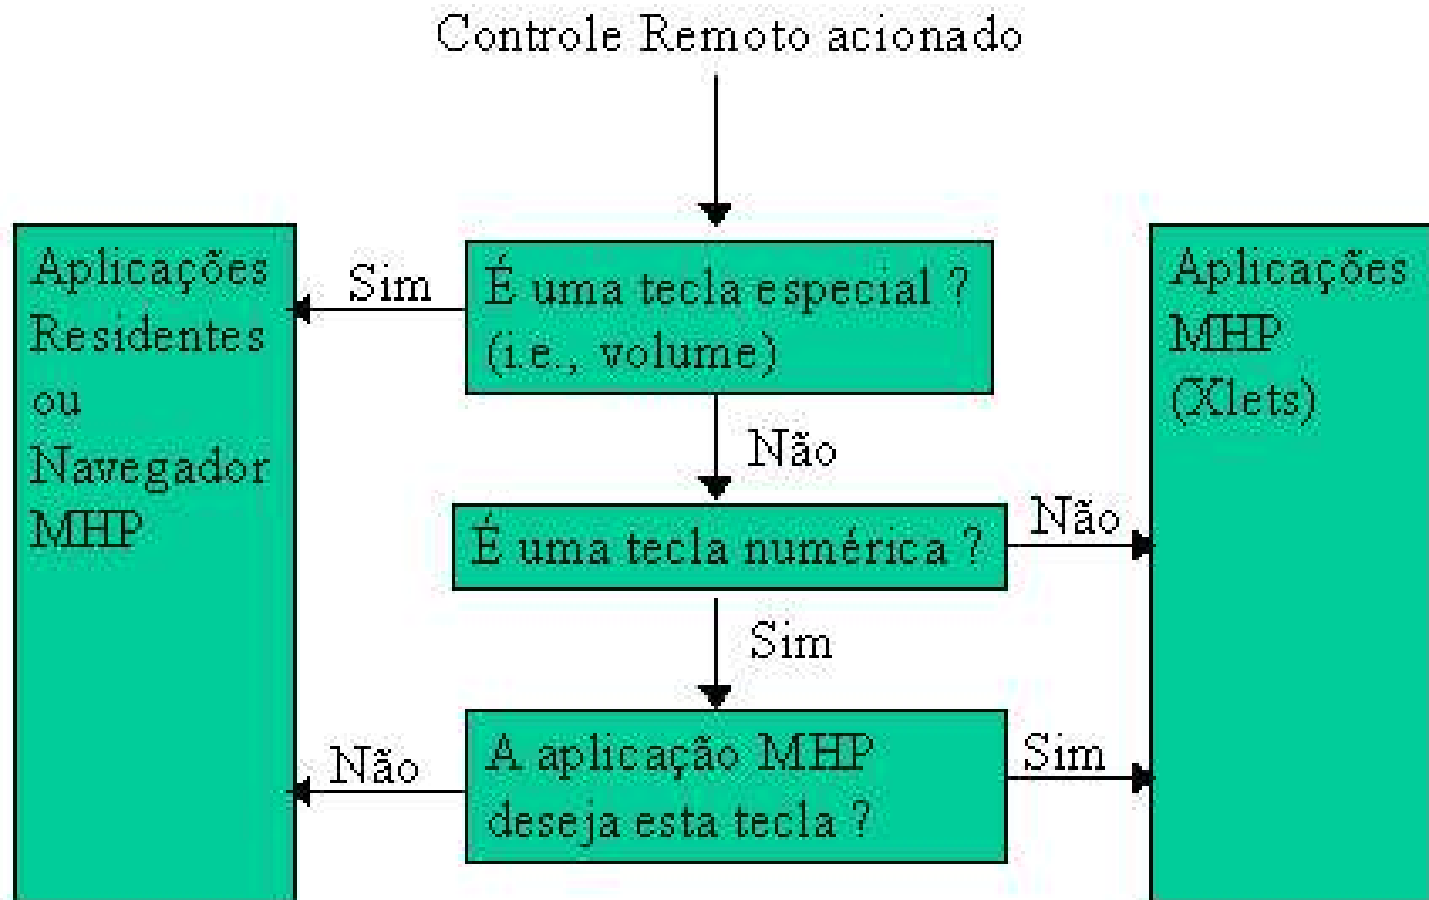 Controle Remoto acionado
Aplicações
Residentes
ou
Navegador
MHP
Sim
É uma tecla especial ?
(i.e., volume)
Aplicações
MHP
(Xlets)
Não
É uma tecla numérica ?
Não
Sim
Não
A aplicação MHP
deseja esta tecla ?
Sim